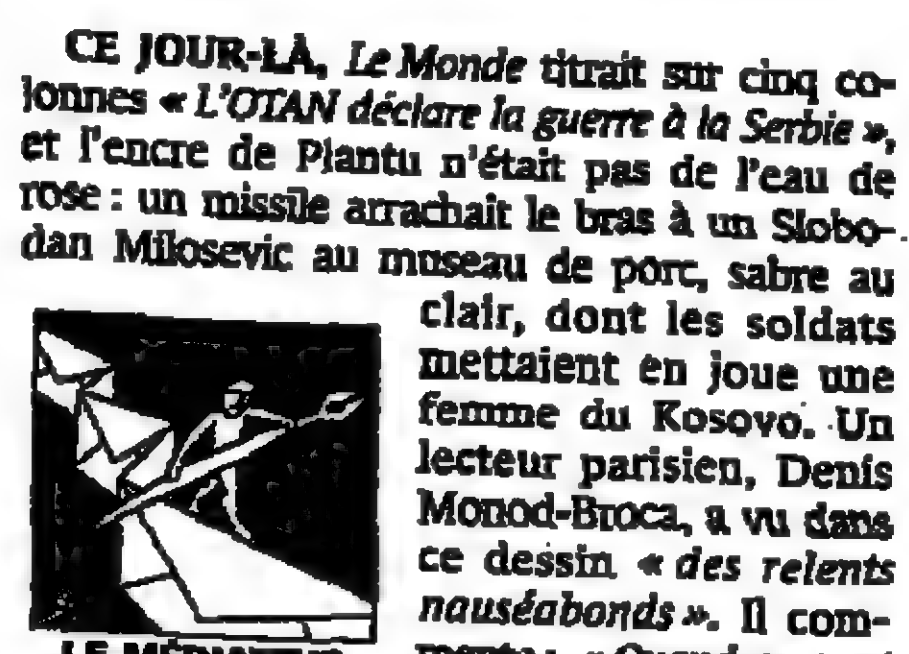 CE JOUR-LÀ, Le Monde titrait sur cinq co-
lonnes « L'OTAN déclare la guerre à la Serbie »,
et l'encre de Plantu n'était pas de l'eau de
rose : un missile arrachait le bras à un Slobo-
dan Milosevic au museau de porc, sabre au
clair, dont les soldats
mettaient en joue une
femme du Kosovo. Un
lecteur parisien, Denis
Monod-Broca, a vu dans
ce dessin « des relents
nauséabonds ». Il com-
LE MÉDIATEUR
« Quand